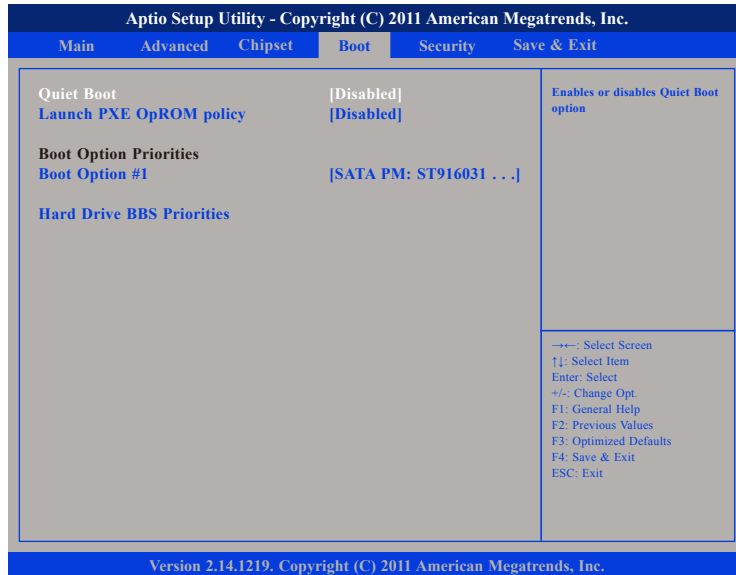 Aptio Setup Utility - Copyright (C) 2011 American Megatrends, Inc.
Main Advanced Chipset Boot Security Save & Exit
Quiet Boot [Disabled]
Launch PXE OpROM policy [Disabled]
Boot Option Priorities
Boot Option #1 [SATA PM: ST916031 . . .]
Hard Drive BBS Priorities
Enables or disables Quiet Boot
option
→←: Select Screen
↑↓: Select Item
Enter: Select
+/-: Change Opt.
F1: General Help
F2: Previous Values
F3: Optimized Defaults
F4: Save & Exit
ESC: Exit
Version 2.14.1219. Copyright (C) 2011 American Megatrends, Inc.